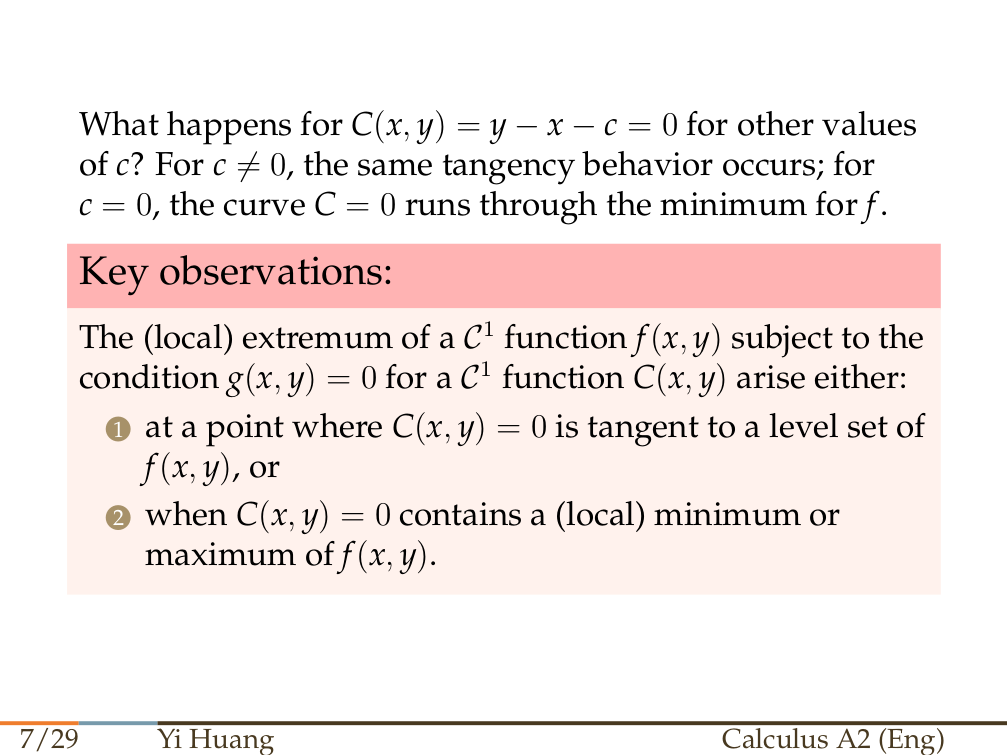 What happens for C(x, y) = y − x − c = 0 for other values
of c? For c ≠ 0, the same tangency behavior occurs; for
c = 0, the curve C = 0 runs through the minimum for f.
Key observations:
The (local) extremum of a 𝒞¹ function f(x, y) subject to the
condition g(x, y) = 0 for a 𝒞¹ function C(x, y) arise either:
1 at a point where C(x, y) = 0 is tangent to a level set of
f(x, y), or
2 when C(x, y) = 0 contains a (local) minimum or
maximum of f(x, y).
7/29 Yi Huang Calculus A2 (Eng)